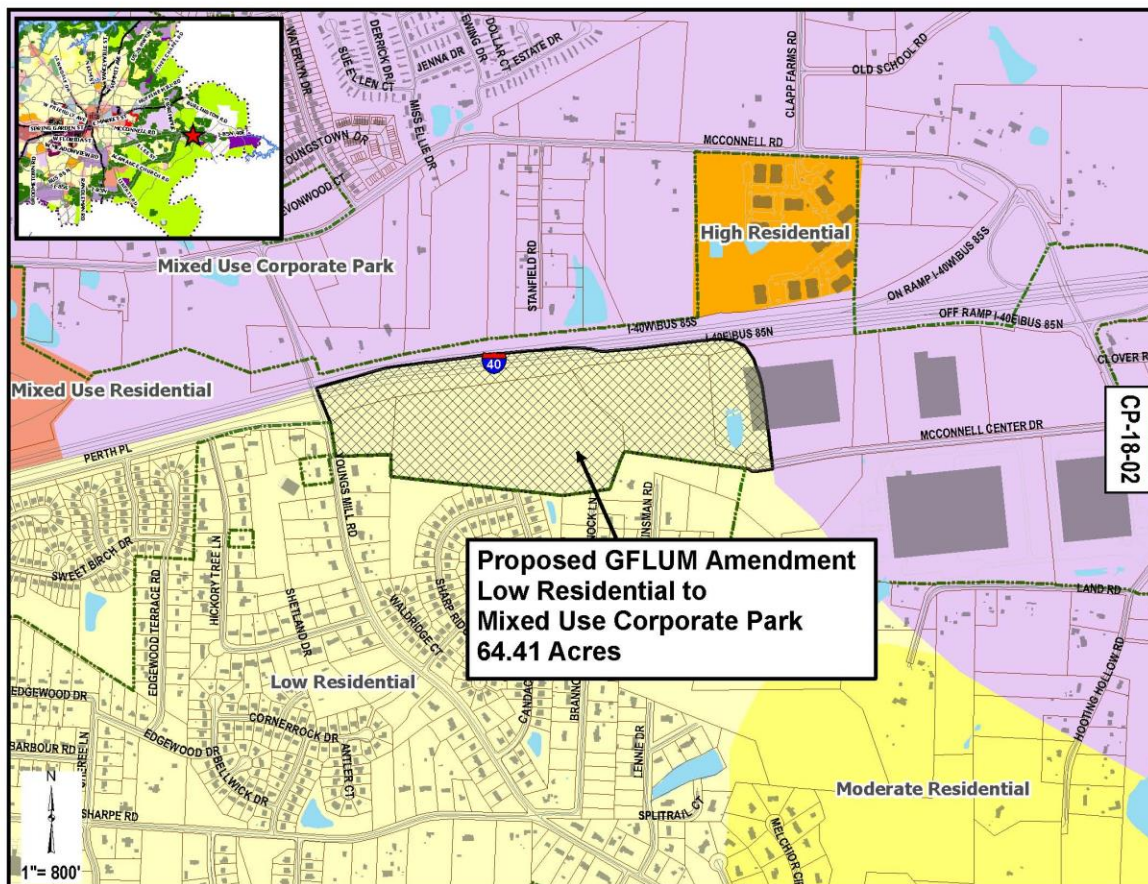 WATERLYN DR
SUE ELLEN CT
DERRICK DR
JENNA DR
EWING DR
DOLLAR CT
ESTATE DR
CLAPP FARMS RD
OLD SCHOOL RD
MISS ELLIE DR
MCCONNELL RD
STANFIELD RD
High Residential
Mixed Use Corporate Park
ON RAMP I-40W\BUS 85S
I-40W\BUS 85S
I-40E\BUS 85N
OFF RAMP I-40E\BUS 85N
40
Mixed Use Residential
CP-18-02
PERTH PL
MCCONNELL CENTER DR
YOUNGS MILL RD
SWEET BIRCH DR
EDGEWOOD TERRACE RD
HICKORY TREE LN
SHETLAND DR
WALDRIDGE CT
Proposed GFLUM Amendment
Low Residential to
Mixed Use Corporate Park
64.41 Acres
LAND RD
HOOTING HOLLOW RD
Low Residential
EDGEWOOD DR
EDGEWOOD DR
CORNERROCK DR
BELLWICK DR
ANTLER CT
LENNIE DR
BARBOUR RD
Moderate Residential
SHARPE RD
SPLITRAIL CT
N
1"= 800'